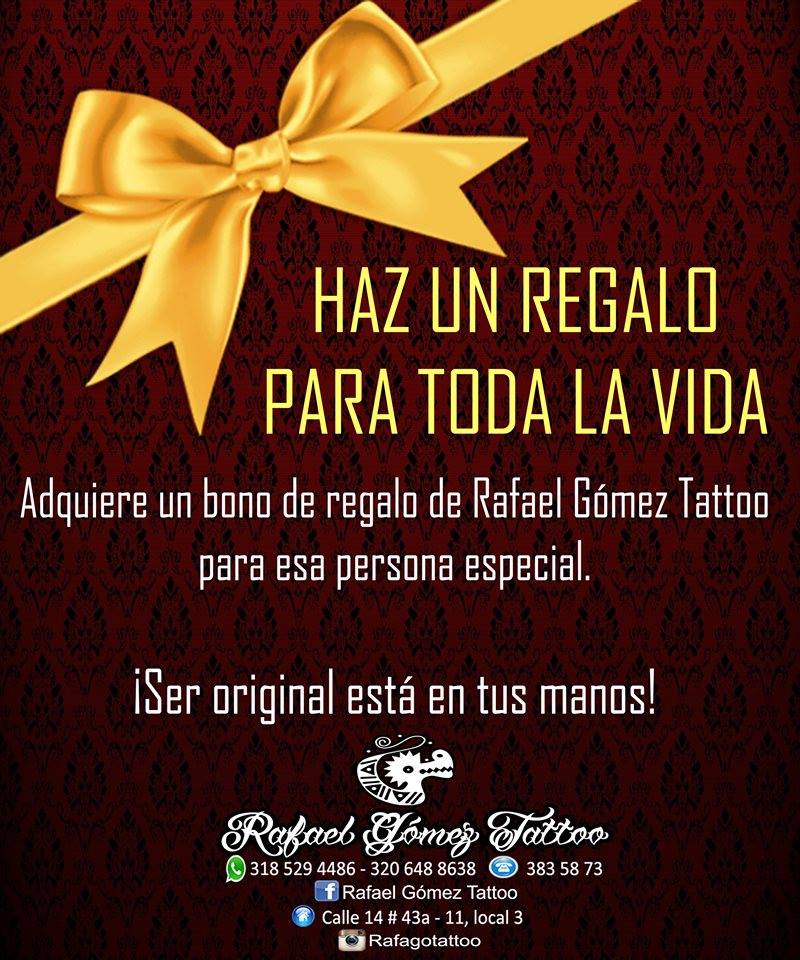 HAZ UN REGALO
PARA TODA LA VIDA
Adquiere un bono de regalo de Rafael Gómez Tattoo
para esa persona especial.
¡Ser original está en tus manos!
Rafael Gómez Tattoo
318 529 4486 - 320 648 8638 383 58 73
Rafael Gómez Tattoo
Calle 14 # 43a - 11, local 3
Rafagotattoo